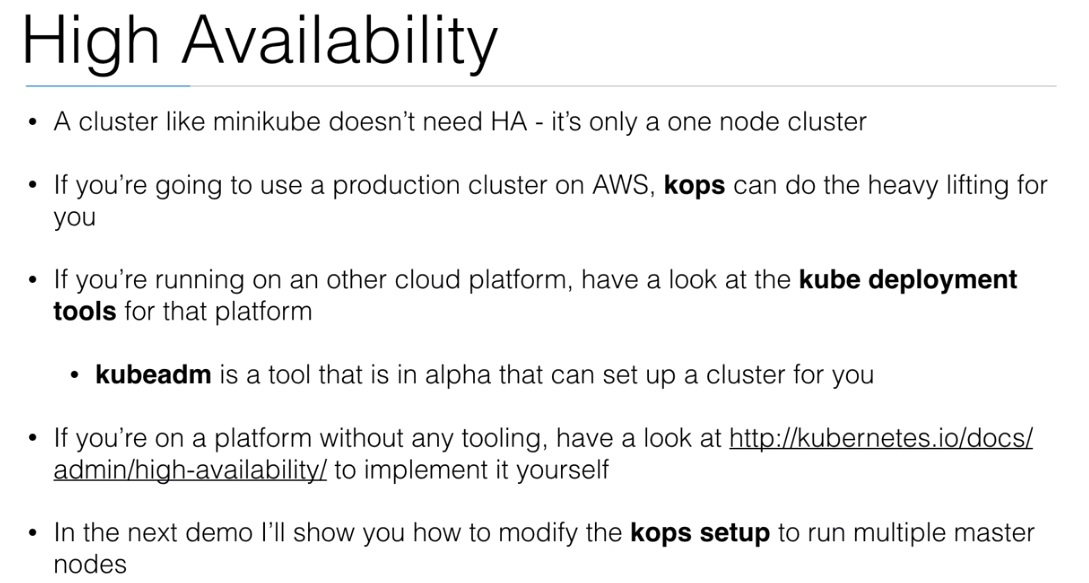 High Availability
• A cluster like minikube doesn’t need HA - it’s only a one node cluster
• If you’re going to use a production cluster on AWS, kops can do the heavy lifting for
you
• If you’re running on an other cloud platform, have a look at the kube deployment
tools for that platform
• kubeadm is a tool that is in alpha that can set up a cluster for you
• If you’re on a platform without any tooling, have a look at http://kubernetes.io/docs/
admin/high-availability/ to implement it yourself
• In the next demo I’ll show you how to modify the kops setup to run multiple master
nodes